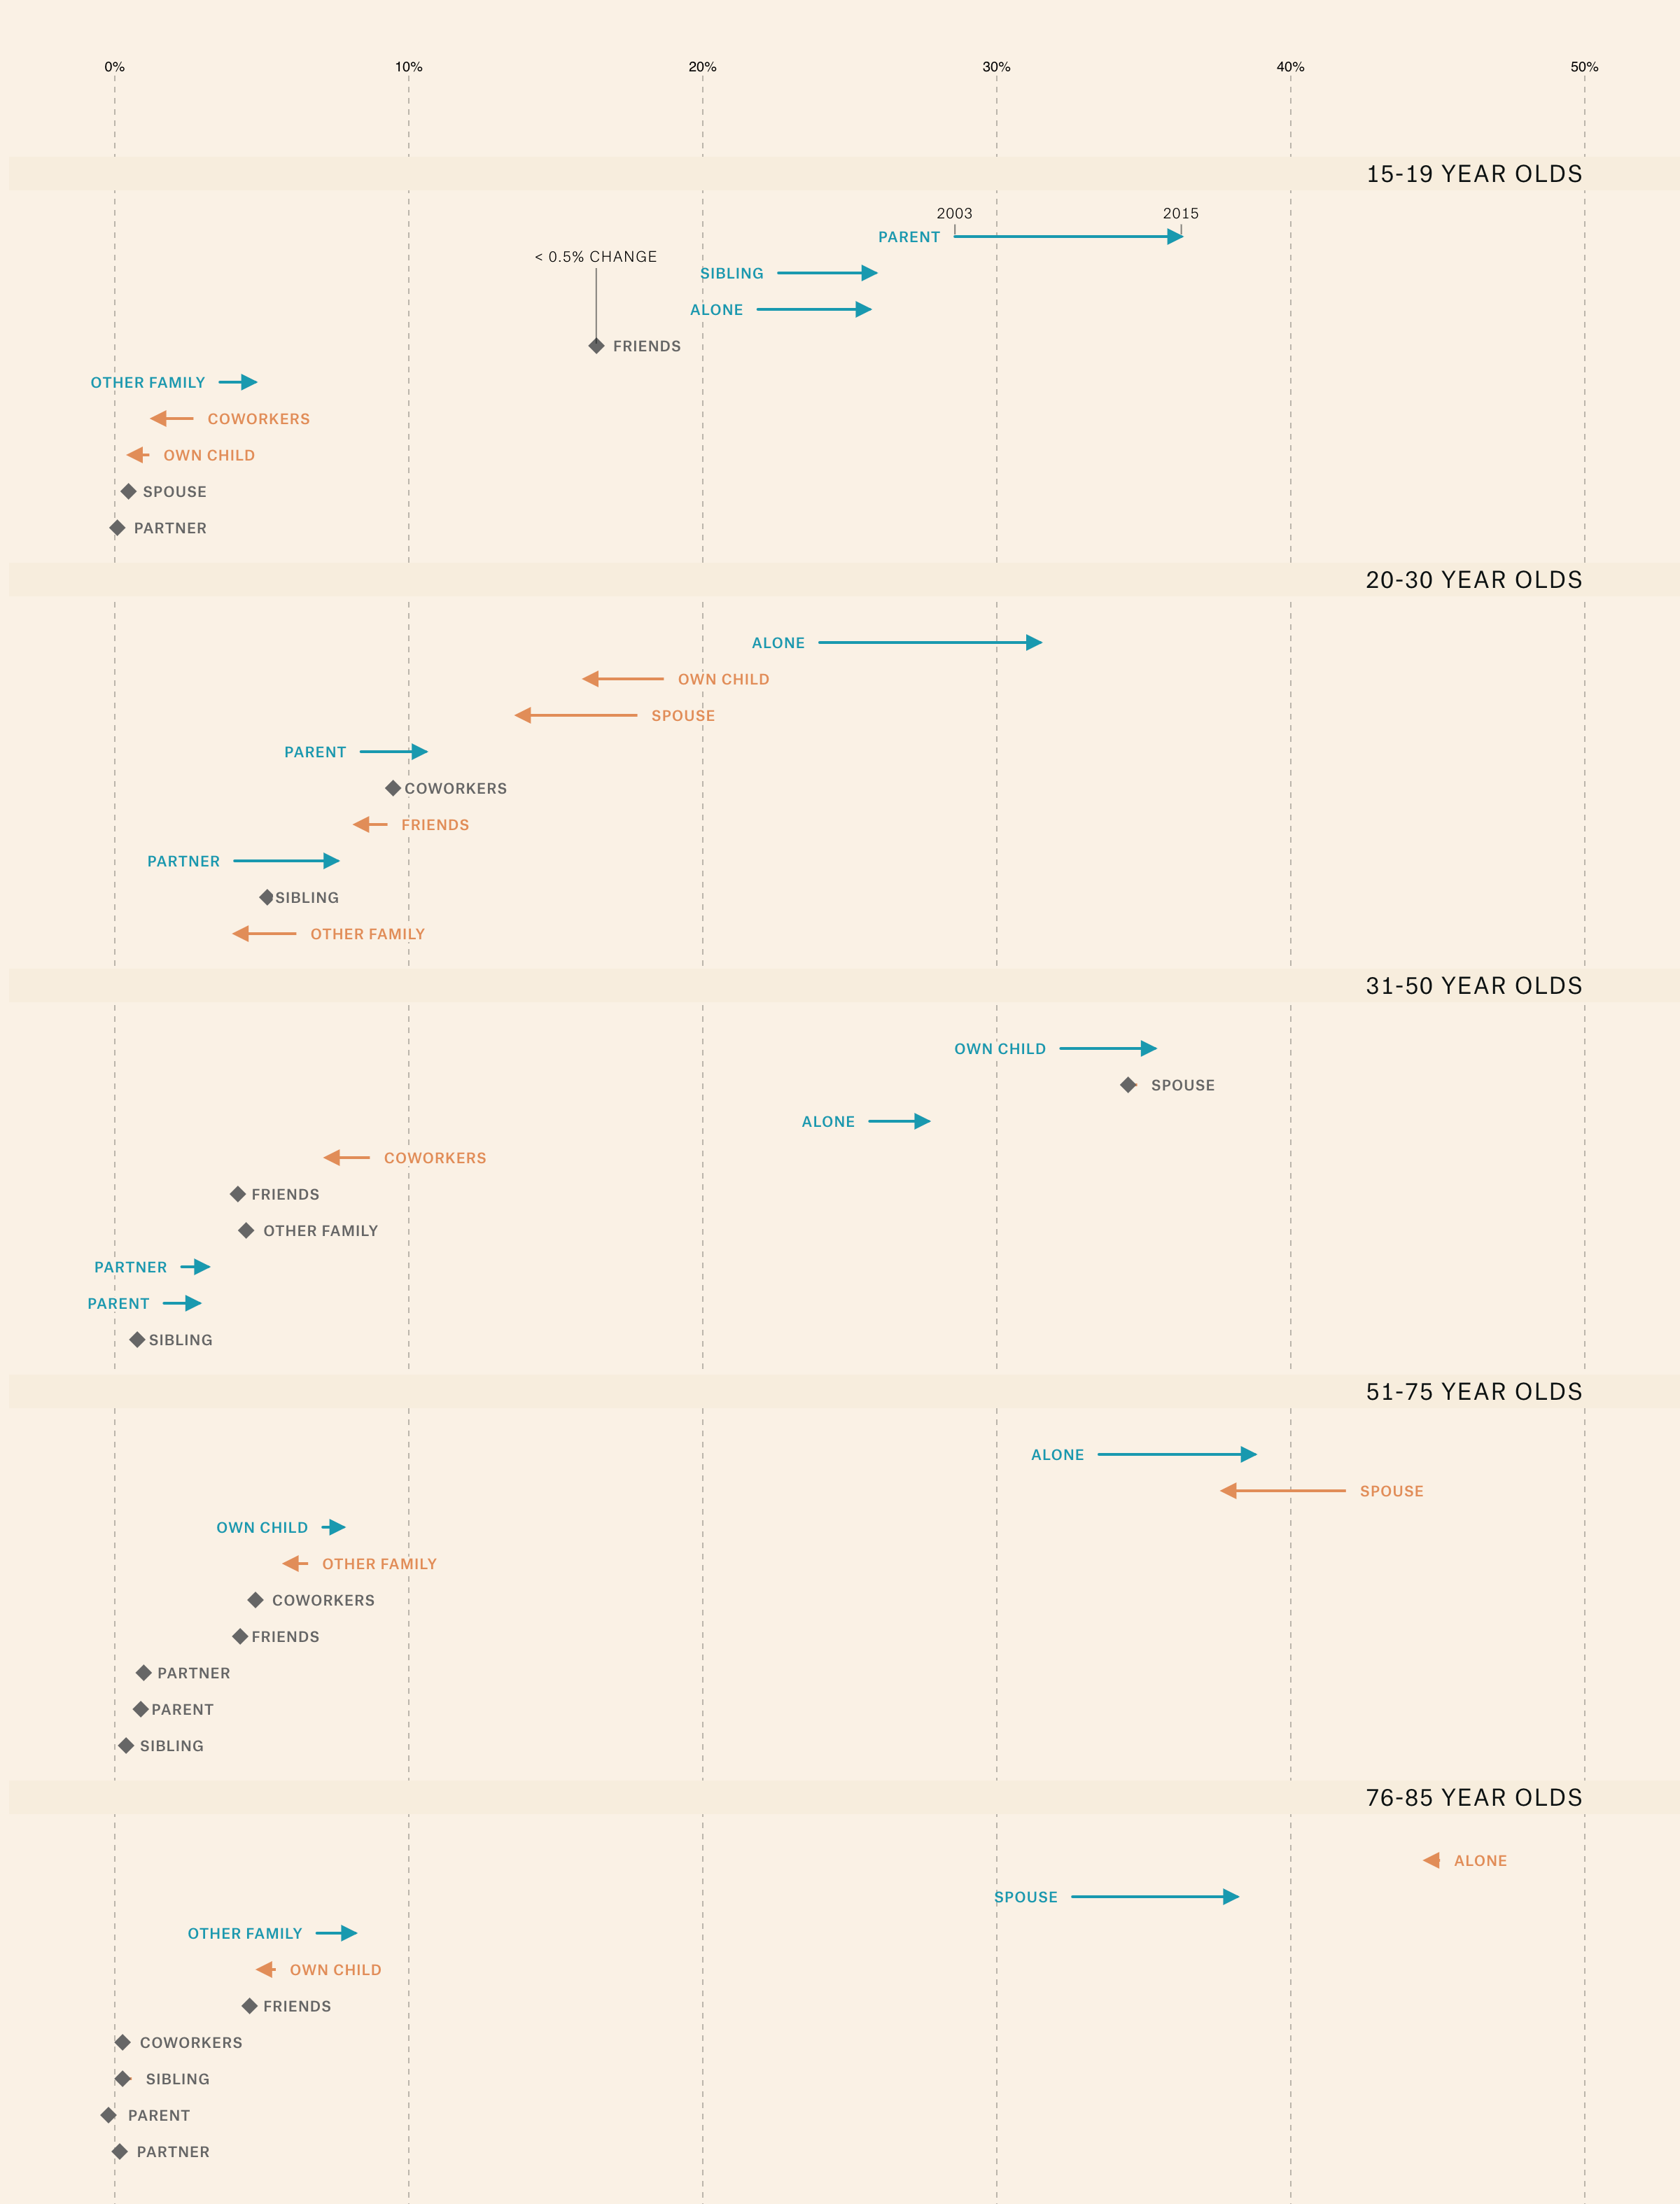 0% 10% 20% 30% 40% 50%
15-19 YEAR OLDS
2003 2015
PARENT
< 0.5% CHANGE
SIBLING
ALONE
FRIENDS
OTHER FAMILY
COWORKERS
OWN CHILD
SPOUSE
PARTNER
20-30 YEAR OLDS
ALONE
OWN CHILD
SPOUSE
PARENT
COWORKERS
FRIENDS
PARTNER
SIBLING
OTHER FAMILY
31-50 YEAR OLDS
OWN CHILD
SPOUSE
ALONE
COWORKERS
FRIENDS
OTHER FAMILY
PARTNER
PARENT
SIBLING
51-75 YEAR OLDS
ALONE
SPOUSE
OWN CHILD
OTHER FAMILY
COWORKERS
FRIENDS
PARTNER
PARENT
SIBLING
76-85 YEAR OLDS
ALONE
SPOUSE
OTHER FAMILY
OWN CHILD
FRIENDS
COWORKERS
SIBLING
PARENT
PARTNER